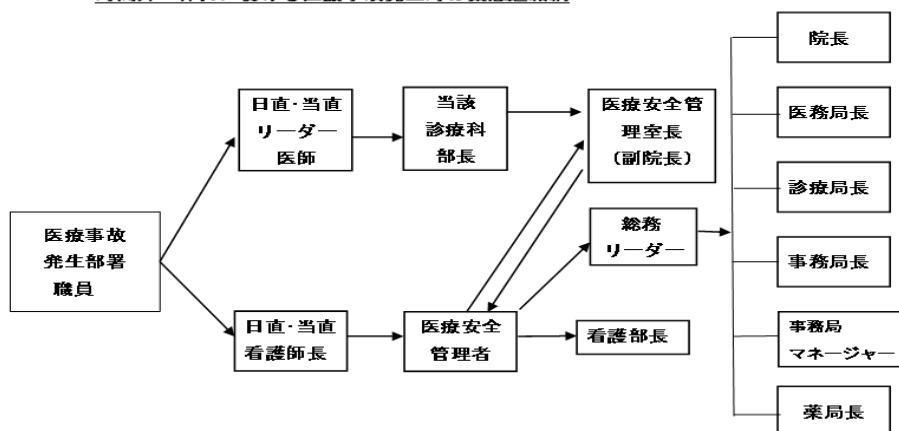 院長
日直・当直
リーダー
医師
当該
診療科
部長
医療安全管
理室長
（副院長）
医務局長
診療局長
医療事故
発生部署
職員
総務
リーダー
事務局長
日直・当直
看護師長
医療安全
管理者
看護部長
事務局
マネージャー
薬局長